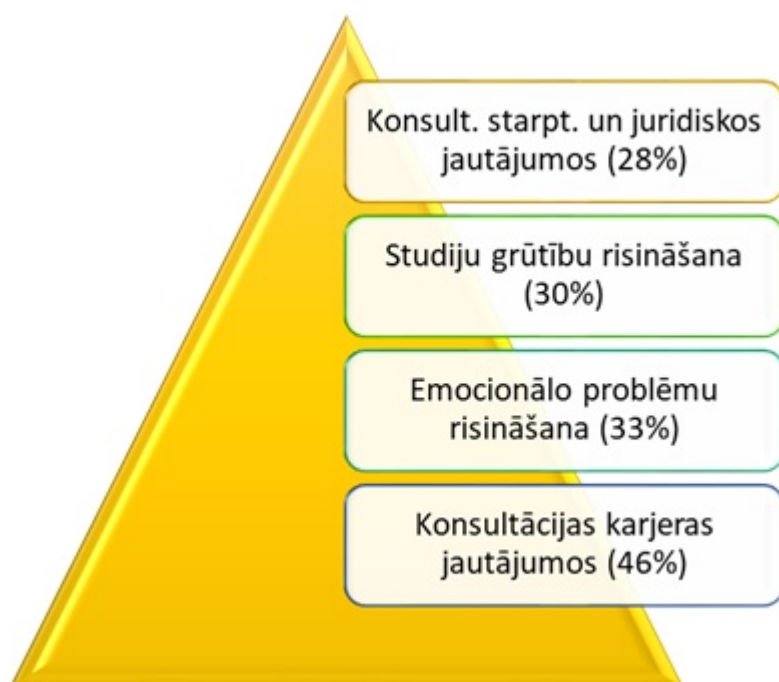 Konsult. starpt. un juridiskos
jautājumos (28%)
Studiju grūtību risināšana
(30%)
Emocionālo problēmu
risināšana (33%)
Konsultācijas karjeras
jautājumos (46%)